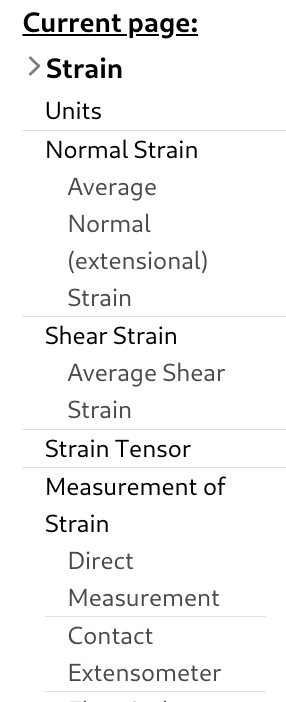 Current page:
Strain
Units
Normal Strain
Average
Normal
(extensional)
Strain
Shear Strain
Average Shear
Strain
Strain Tensor
Measurement of
Strain
Direct
Measurement
Contact
Extensometer